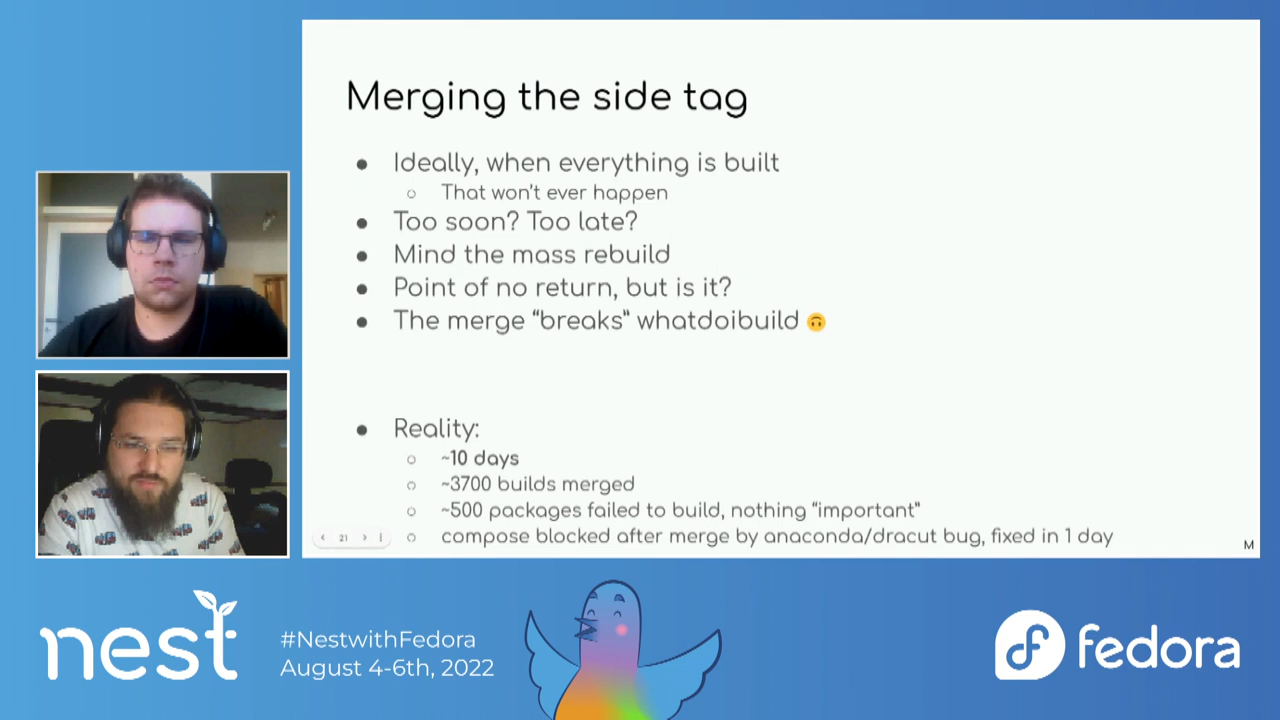 Merging the side tag
● Ideally, when everything is built
○ That won't ever happen
● Too soon? Too late?
● Mind the mass rebuild
● Point of no return, but is it?
● The merge “breaks” whatdoibuild 🙃
● Reality:
○ ~10 days
○ ~3700 builds merged
○ ~500 packages failed to build, nothing “important”
○ compose blocked after merge by anaconda/dracut bug, fixed in 1 day
21
M
nest
#NestwithFedora
August 4-6th, 2022
fedora